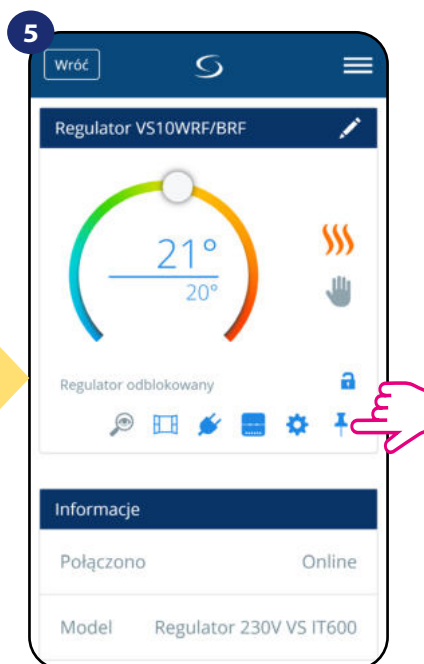 5
Wróć
Regulator VS10WRF/BRF
21°
20°
Regulator odblokowany
Informacje
Połączono Online
Model Regulator 230V VS IT600